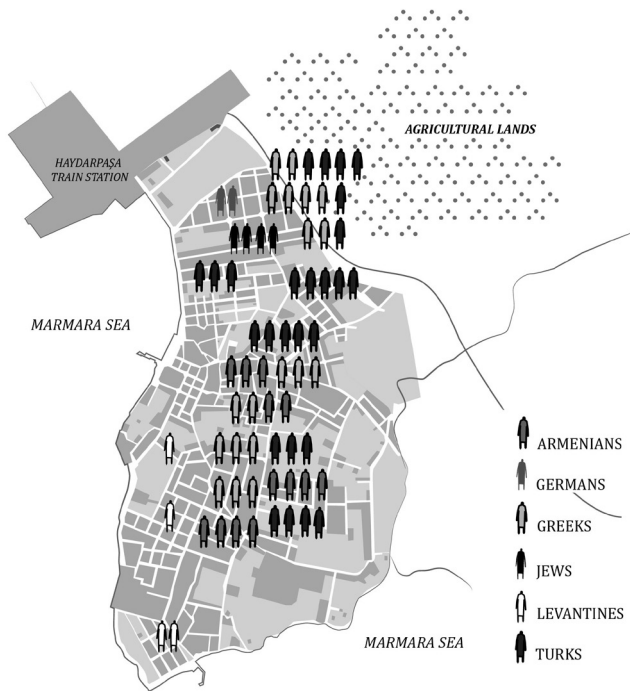 AGRICULTURAL LANDS
HAYDARPAŞA
TRAIN STATION
MARMARA SEA
ARMENIANS
GERMANS
GREEKS
JEWS
LEVANTINES
TURKS
MARMARA SEA